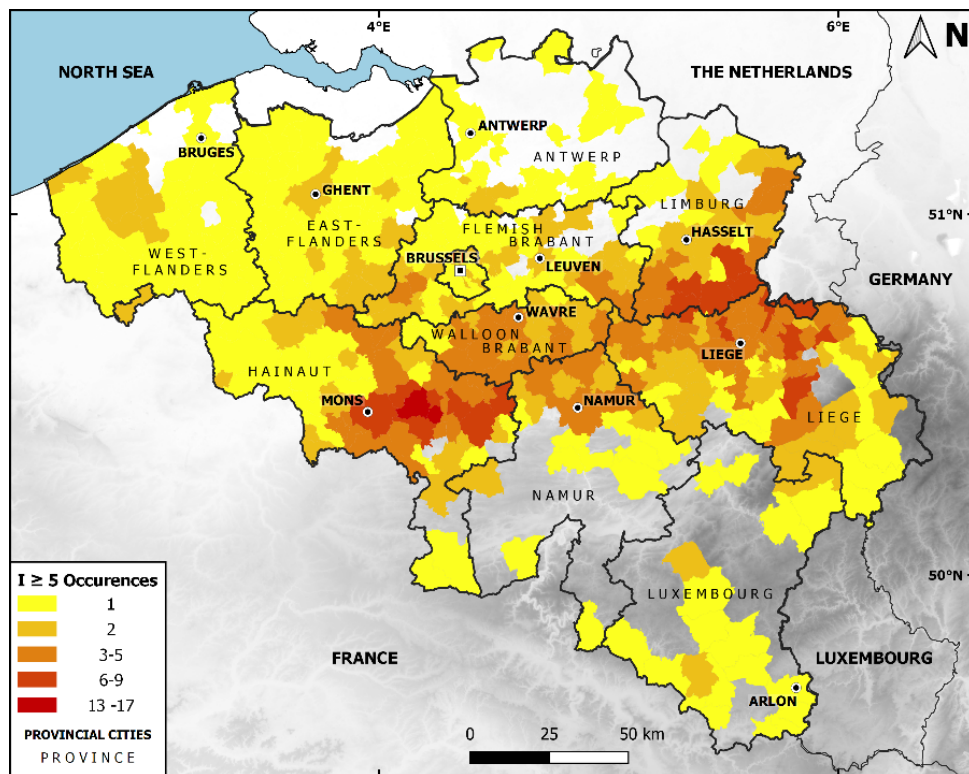 4°E
6°E
N
NORTH SEA
THE NETHERLANDS
ANTWERP
BRUGES
ANTWERP
GHENT
LIMBURG
51°N
EAST-
FLANDERS
FLEMISH
BRABANT
HASSELT
WEST-
FLANDERS
BRUSSELS
LEUVEN
GERMANY
WAVRE
WALLOON
BRABANT
LIEGE
HAINAUT
MONS
NAMUR
LIEGE
NAMUR
I ≥ 5 Occurences
1
2
3-5
6-9
13 -17
PROVINCIAL CITIES
PROVINCE
50°N
LUXEMBOURG
FRANCE
LUXEMBOURG
ARLON
0 25 50 km